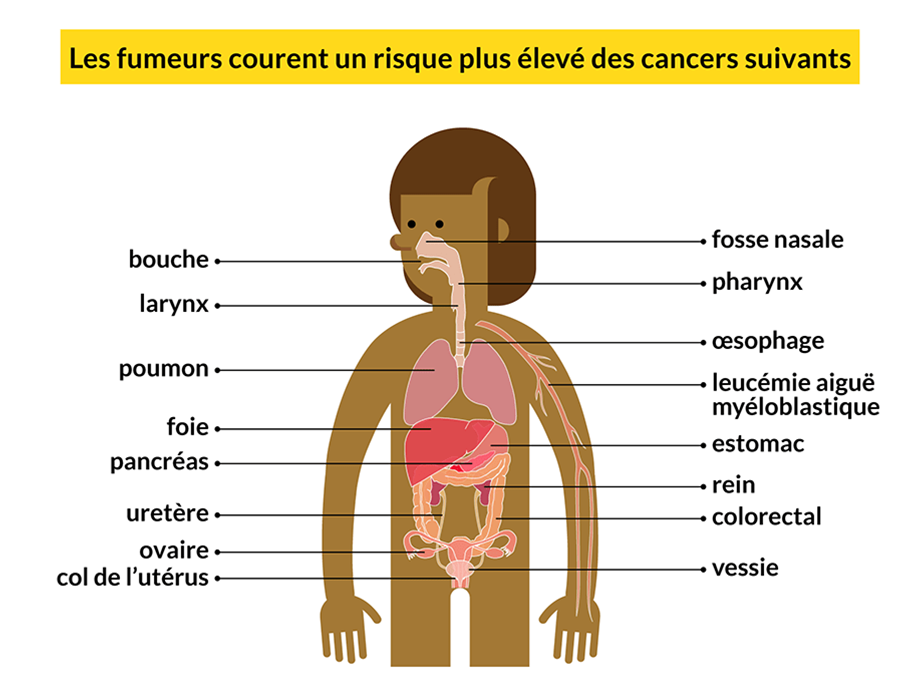 Les fumeurs courent un risque plus élevé des cancers suivants
bouche
larynx
poumon
foie
pancréas
uretère
ovaire
col de l’utérus
fosse nasale
pharynx
œsophage
leucémie aiguë
myéloblastique
estomac
rein
colorectal
vessie